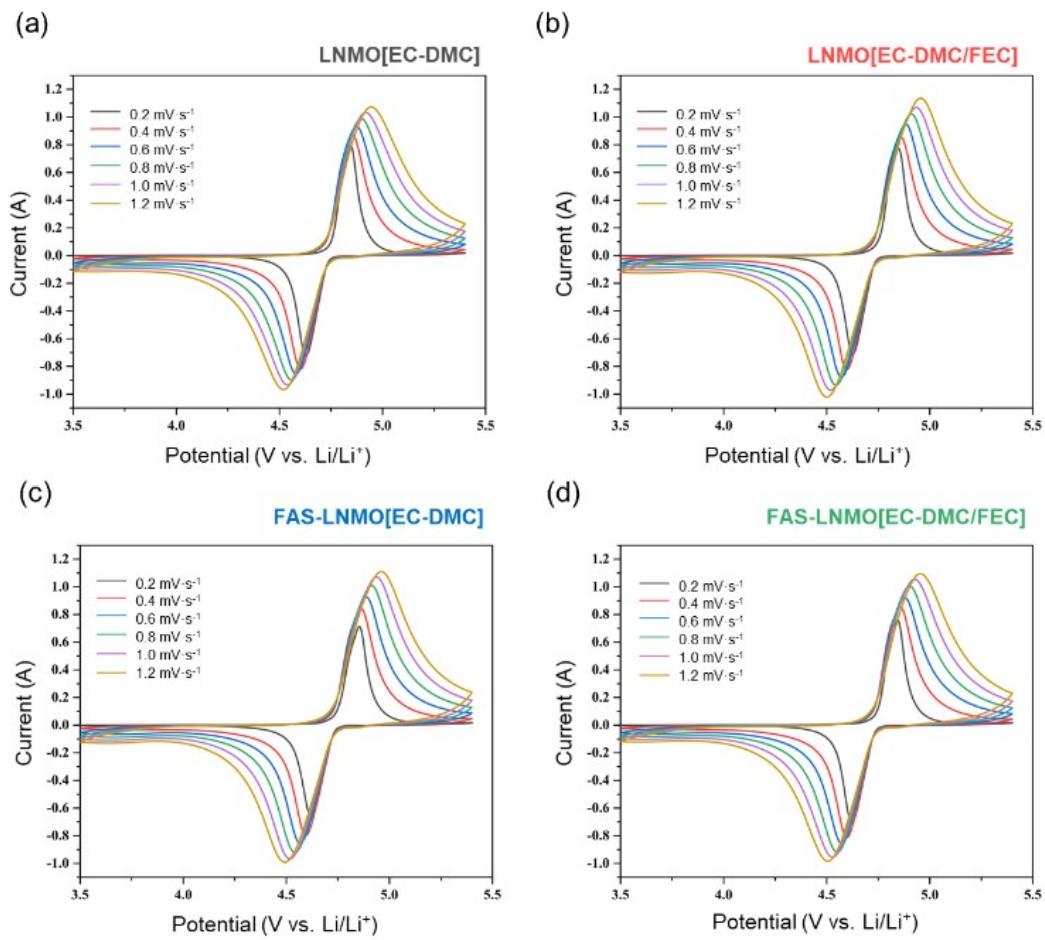 (a)
LNMO[EC-DMC]
1.2
1.0
0.8
0.6
0.4
0.2
0.0
-0.2
-0.4
-0.6
-0.8
-1.0
Current (A)
0.2 mV·s⁻¹
0.4 mV·s⁻¹
0.6 mV·s⁻¹
0.8 mV·s⁻¹
1.0 mV·s⁻¹
1.2 mV·s⁻¹
3.5 4.0 4.5 5.0 5.5
Potential (V vs. Li/Li⁺)
(b)
LNMO[EC-DMC/FEC]
1.2
1.0
0.8
0.6
0.4
0.2
0.0
-0.2
-0.4
-0.6
-0.8
-1.0
Current (A)
0.2 mV·s⁻¹
0.4 mV·s⁻¹
0.6 mV·s⁻¹
0.8 mV·s⁻¹
1.0 mV·s⁻¹
1.2 mV·s⁻¹
3.5 4.0 4.5 5.0 5.5
Potential (V vs. Li/Li⁺)
(c)
FAS-LNMO[EC-DMC]
1.2
1.0
0.8
0.6
0.4
0.2
0.0
-0.2
-0.4
-0.6
-0.8
-1.0
Current (A)
0.2 mV·s⁻¹
0.4 mV·s⁻¹
0.6 mV·s⁻¹
0.8 mV·s⁻¹
1.0 mV·s⁻¹
1.2 mV·s⁻¹
3.5 4.0 4.5 5.0 5.5
Potential (V vs. Li/Li⁺)
(d)
FAS-LNMO[EC-DMC/FEC]
1.2
1.0
0.8
0.6
0.4
0.2
0.0
-0.2
-0.4
-0.6
-0.8
-1.0
Current (A)
0.2 mV·s⁻¹
0.4 mV·s⁻¹
0.6 mV·s⁻¹
0.8 mV·s⁻¹
1.0 mV·s⁻¹
1.2 mV·s⁻¹
3.5 4.0 4.5 5.0 5.5
Potential (V vs. Li/Li⁺)